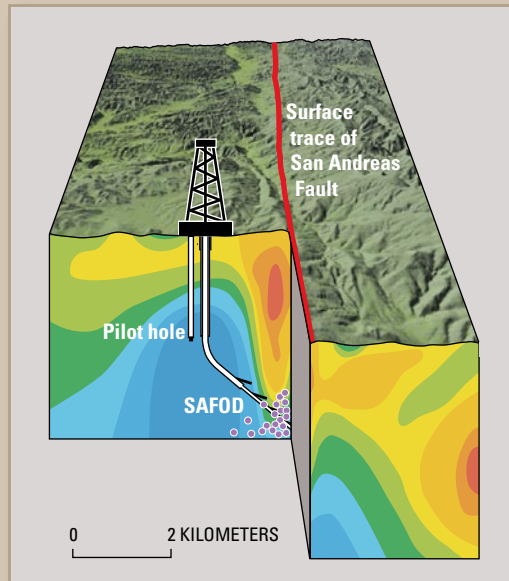 Surface
trace of
San Andreas
Fault
Pilot hole
SAFOD
0 2 KILOMETERS